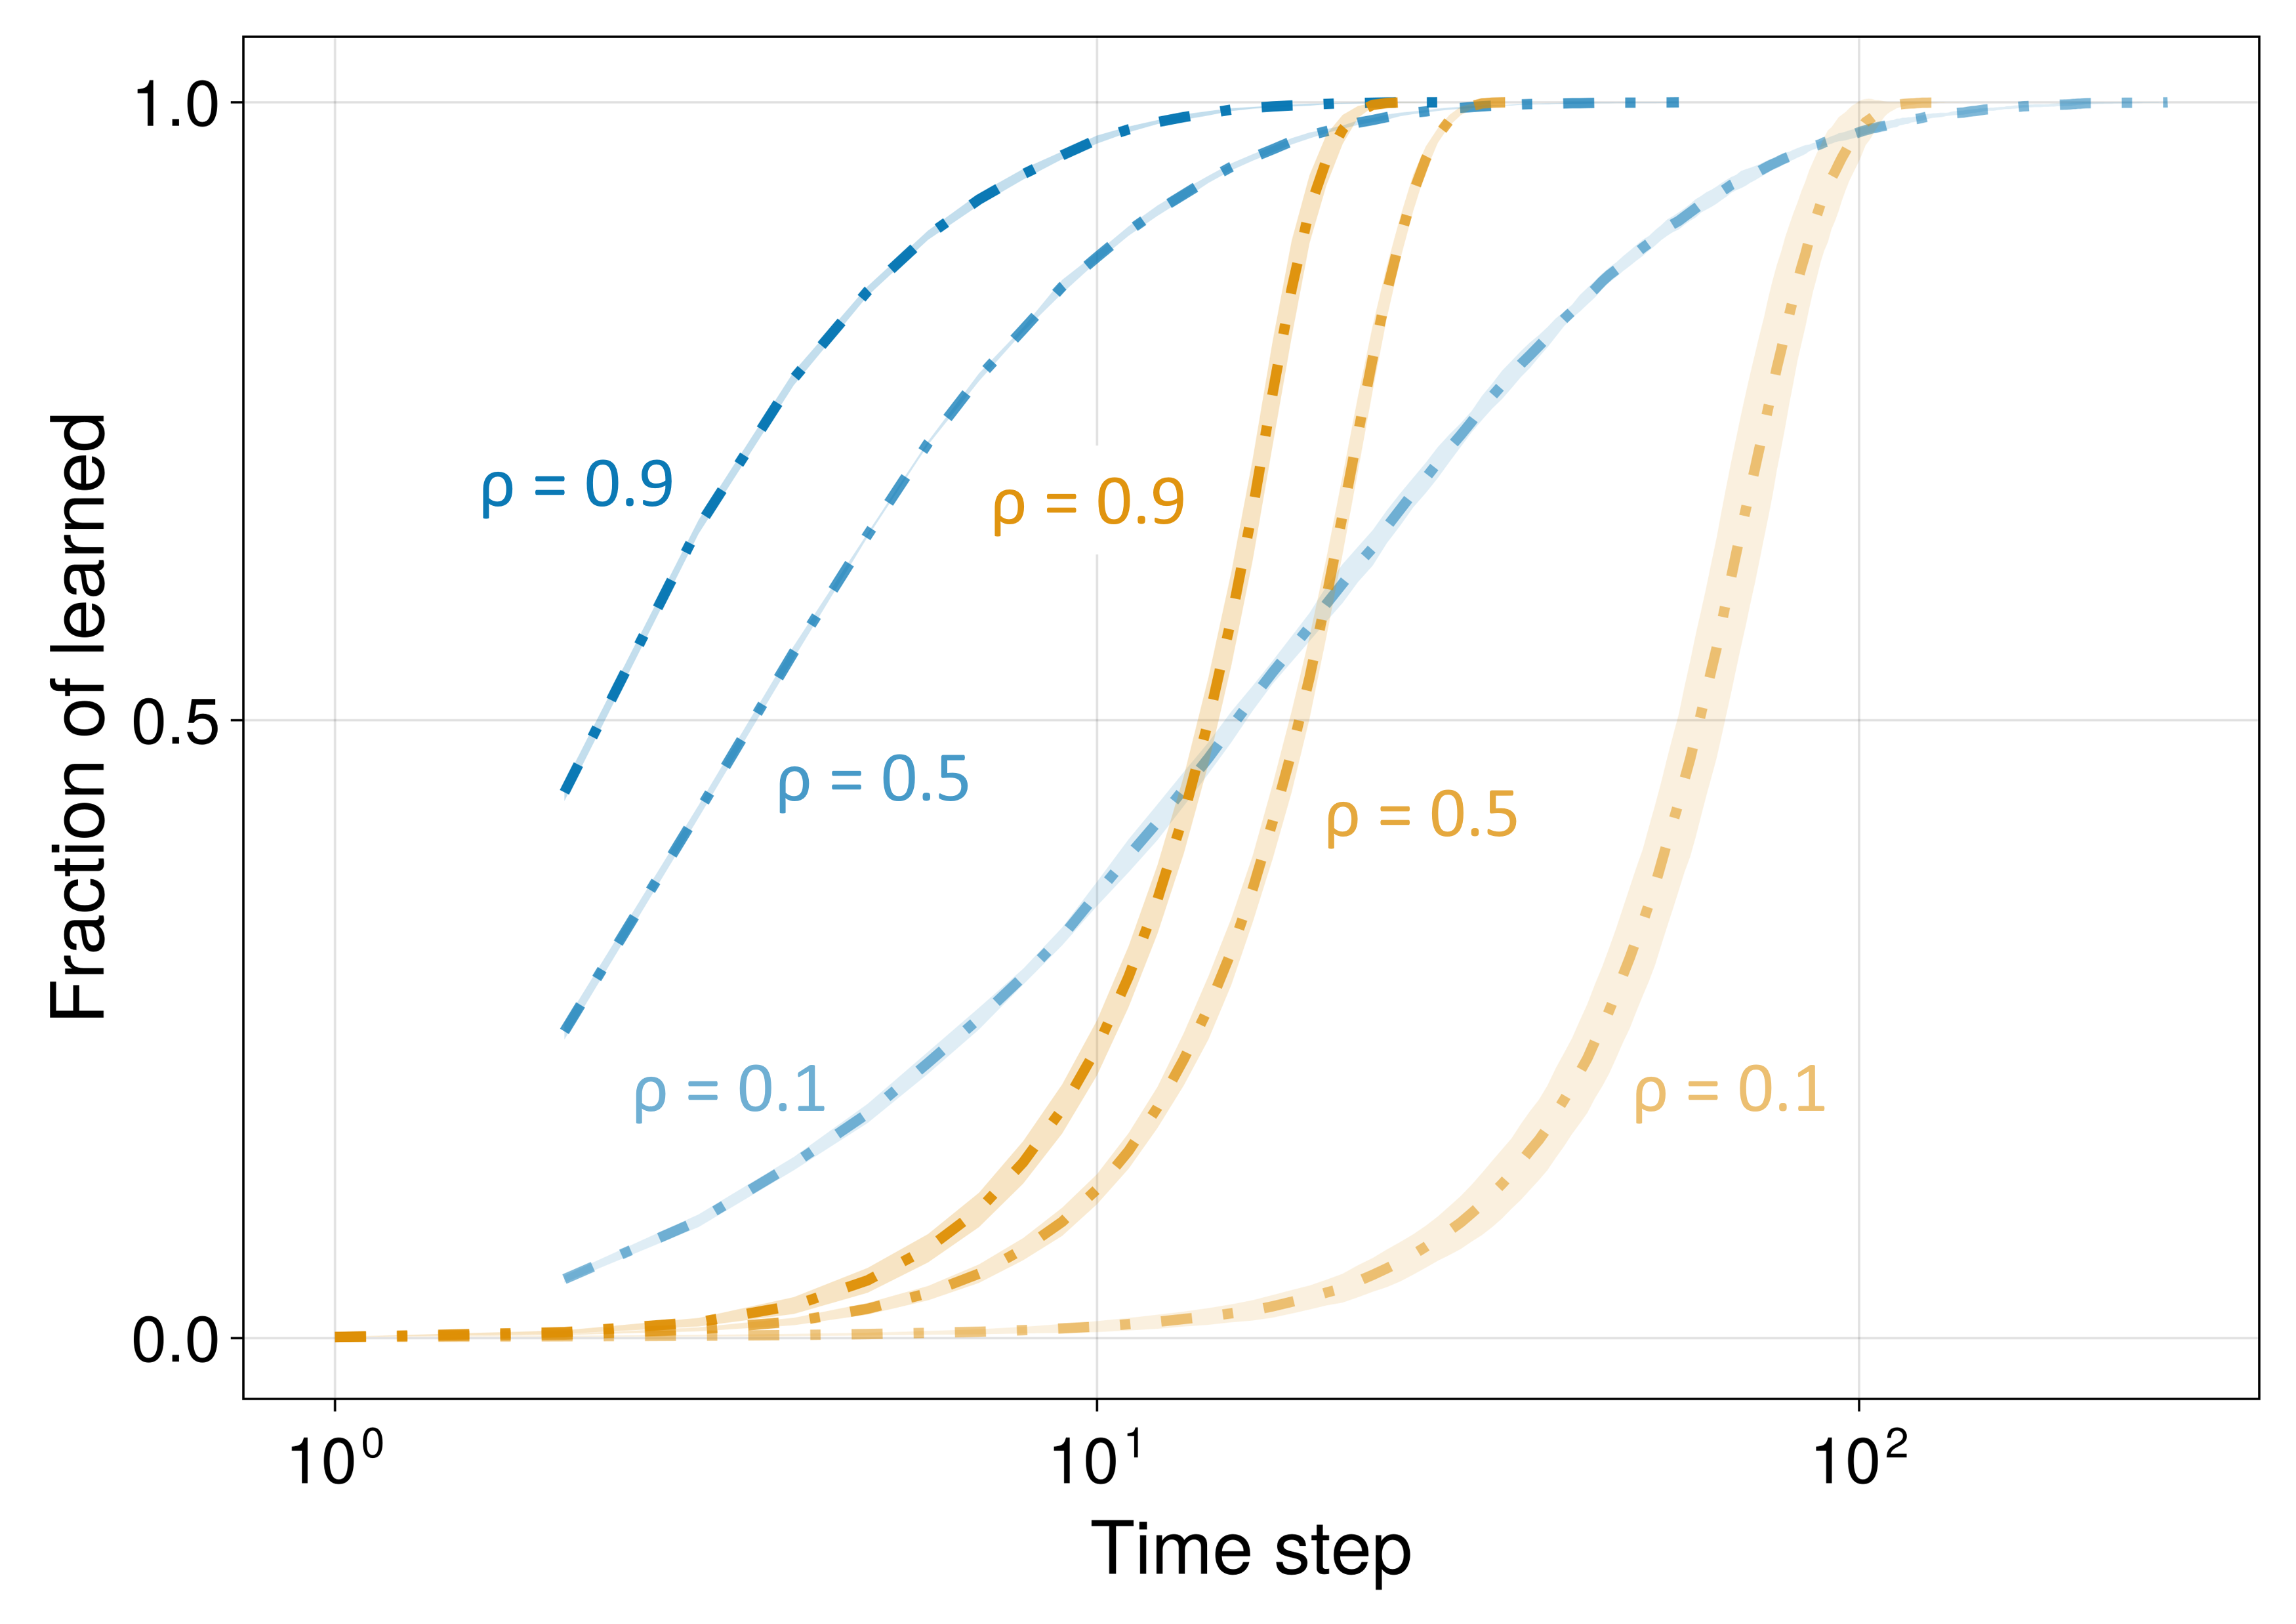 1.0
ρ = 0.9
ρ = 0.9
Fraction of learned
0.5
ρ = 0.5
ρ = 0.5
ρ = 0.1
ρ = 0.1
0.0
10⁰
10¹
10²
Time step